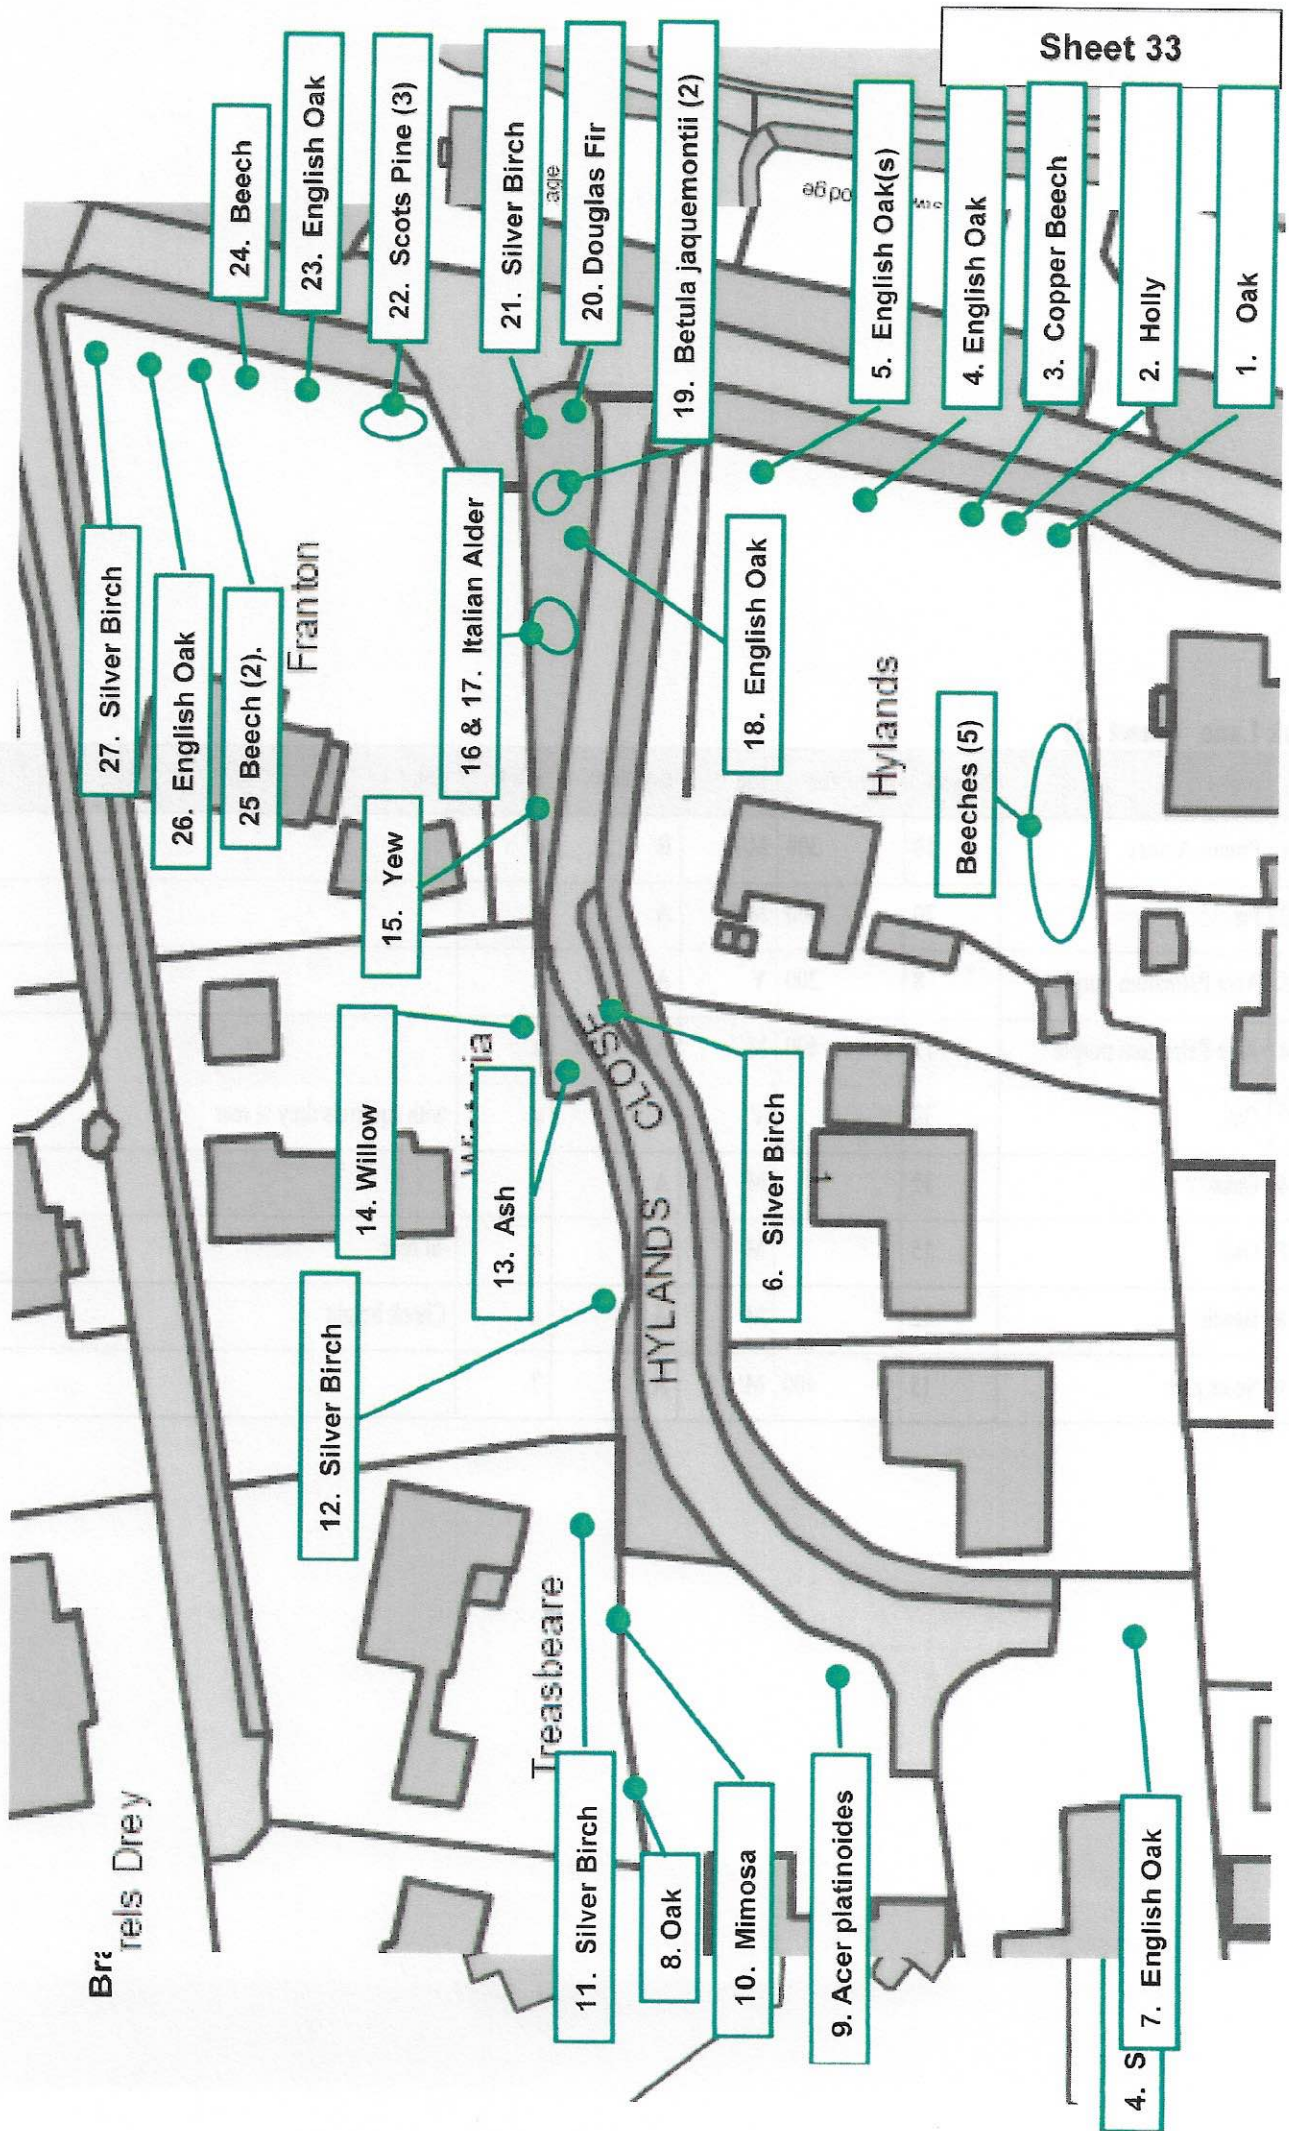 Sheet 33
24. Beech
23. English Oak
22. Scots Pine (3)
21. Silver Birch
age
20. Douglas Fir
19. Betula jaquemontii (2)
5. English Oak(s)
4. English Oak
3. Copper Beech
2. Holly
1. Oak
27. Silver Birch
26. English Oak
25 Beech (2).
Franton
16 & 17. Italian Alder
15. Yew
18. English Oak
Hylands
Beeches (5)
14. Willow
13. Ash
12. Silver Birch
HYLANDS CLOSE
6. Silver Birch
1
Treasbeare
11. Silver Birch
8. Oak
10. Mimosa
9. Acer platinoides
7. English Oak
4. S
Bra
rels Drey